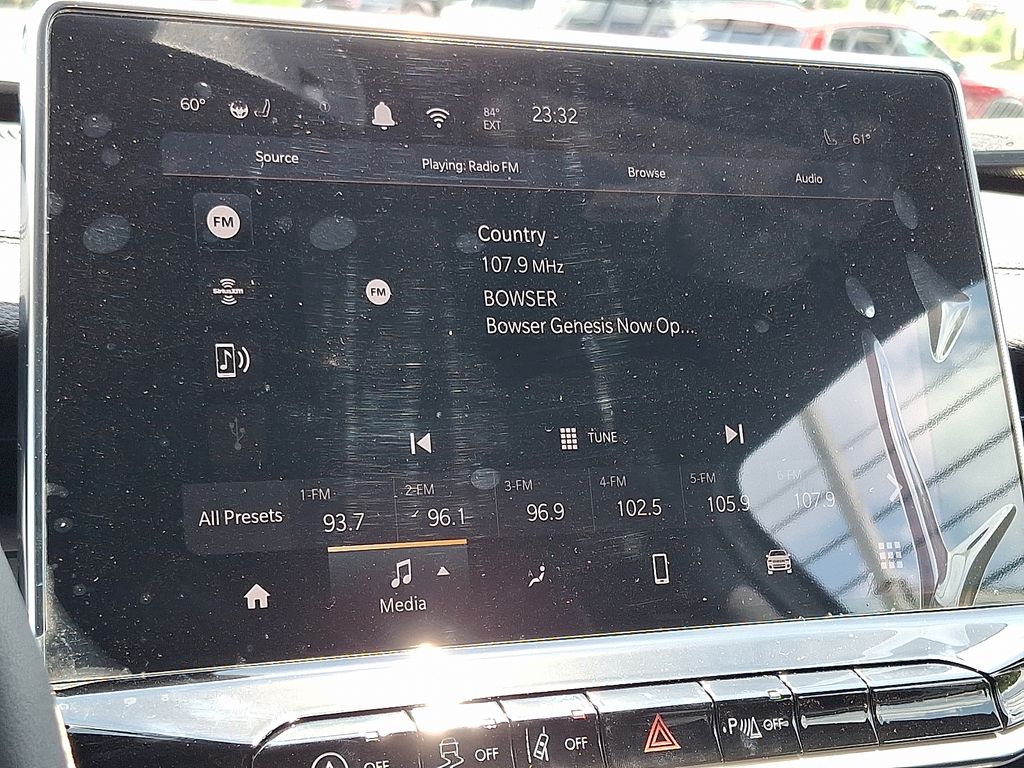 60° 84° EXT 23:32 61°
Source Playing: Radio FM Browse Audio
FM
Country
107.9 MHz
SiriusXM FM
BOWSER
Bowser Genesis Now Op...
TUNE
All Presets
1-FM 2-FM 3-FM 4-FM 5-FM 6-FM
93.7 96.1 96.9 102.5 105.9 107.9
Media
OFF OFF OFF P OFF